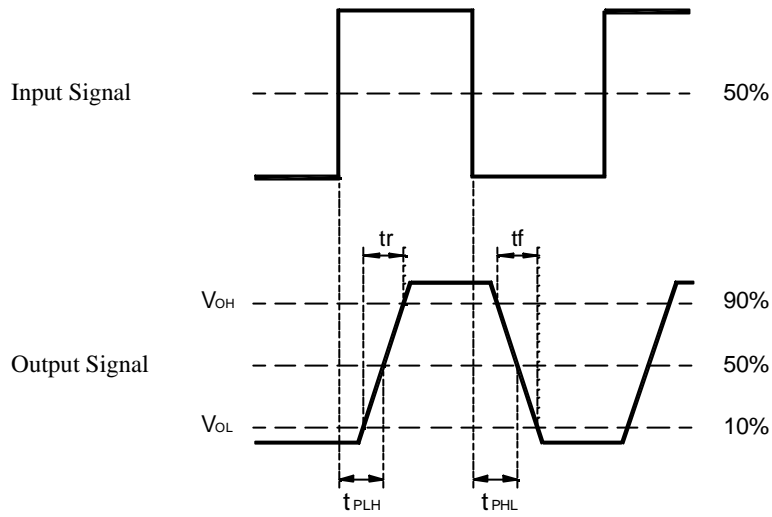 Input Signal
50%
tr
tf
VOH
90%
Output Signal
50%
VOL
10%
tPLH
tPHL